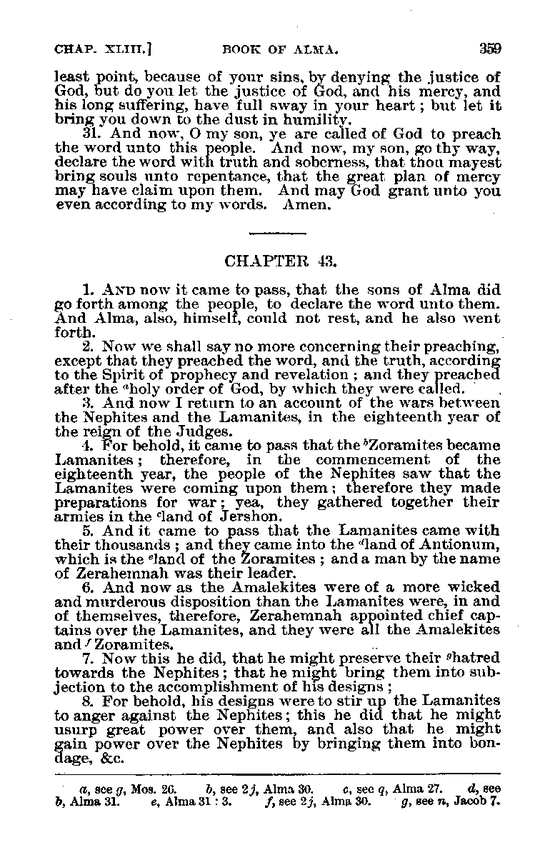 CHAP. XLIII.] BOOK OF ALMA. 359
least point, because of your sins, by denying the justice of
God, but do you let the justice of God, and his mercy, and
his long suffering, have full sway in your heart ; but let it
bring you down to the dust in humility.
31. And now, O my son, ye are called of God to preach
the word unto this people. And now, my son, go thy way,
declare the word with truth and soberness, that thou mayest
bring souls unto repentance, that the great plan of mercy
may have claim upon them. And may God grant unto you
even according to my words. Amen.
CHAPTER 43.
1. AND now it came to pass, that the sons of Alma did
go forth among the people, to declare the word unto them.
And Alma, also, himself, could not rest, and he also went
forth.
2. Now we shall say no more concerning their preaching,
except that they preached the word, and the truth, according
to the Spirit of prophecy and revelation ; and they preached
after the aholy order of God, by which they were called.
3. And now I return to an account of the wars between
the Nephites and the Lamanites, in the eighteenth year of
the reign of the Judges.
4. For behold, it came to pass that the bZoramites became
Lamanites ; therefore, in the commencement of the
eighteenth year, the people of the Nephites saw that the
Lamanites were coming upon them ; therefore they made
preparations for war ; yea, they gathered together their
armies in the cland of Jershon.
5. And it came to pass that the Lamanites came with
their thousands ; and they came into the dland of Antionum,
which is the eland of the Zoramites ; and a man by the name
of Zerahemnah was their leader.
6. And now as the Amalekites were of a more wicked
and murderous disposition than the Lamanites were, in and
of themselves, therefore, Zerahemnah appointed chief cap-
tains over the Lamanites, and they were all the Amalekites
and fZoramites.
7. Now this he did, that he might preserve their ghatred
towards the Nephites ; that he might bring them into sub-
jection to the accomplishment of his designs ;
8. For behold, his designs were to stir up the Lamanites
to anger against the Nephites ; this he did that he might
usurp great power over them, and also that he might
gain power over the Nephites by bringing them into bon-
dage, &c.
a, see g, Mos. 26. b, see 2j, Alma 30. c, see q, Alma 27. d, see
b, Alma 31. e, Alma 31 : 3. f, see 2j, Alma 30. g, see n, Jacob 7.